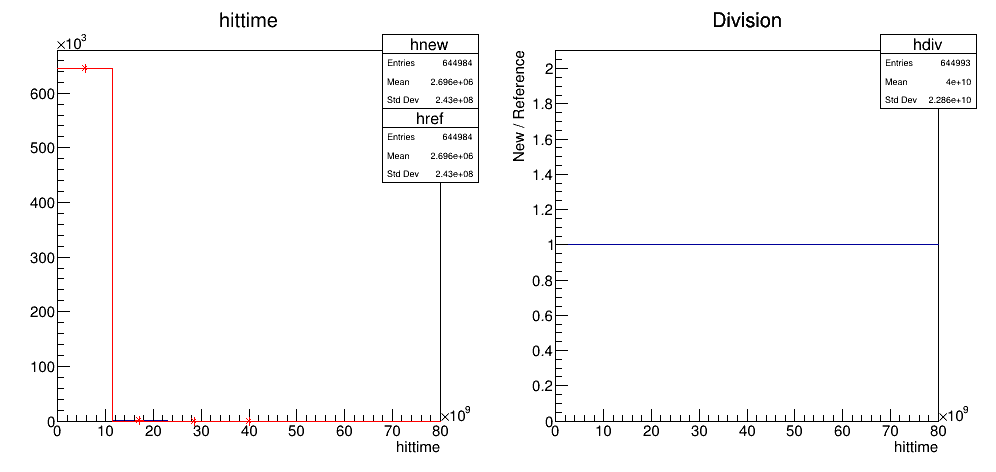 hittime
×10³
hnew
Entries 644984
Mean 2.696e+06
Std Dev 2.43e+08
href
Entries 644984
Mean 2.696e+06
Std Dev 2.43e+08
600
500
400
300
200
100
0
0 10 20 30 40 50 60 70 80
×10⁹
hittime
Division
hdiv
Entries 644993
Mean 4e+10
Std Dev 2.286e+10
New / Reference
2
1.8
1.6
1.4
1.2
1
0.8
0.6
0.4
0.2
0
0 10 20 30 40 50 60 70 80
×10⁹
hittime